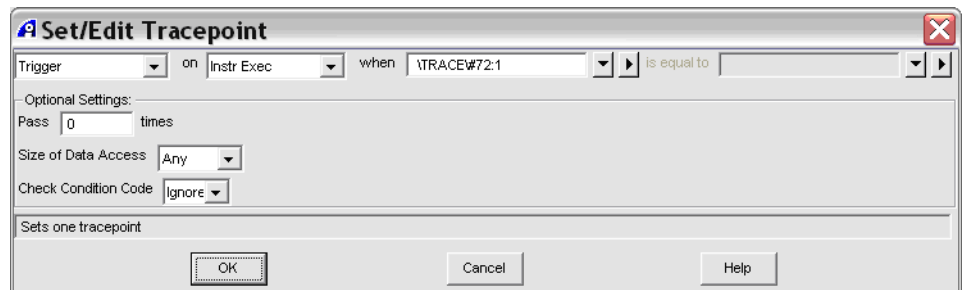 Set/Edit Tracepoint
Trigger on Instr Exec when \TRACE\#72:1 is equal to
Optional Settings:
Pass 0 times
Size of Data Access Any
Check Condition Code Ignore
Sets one tracepoint
OK Cancel Help